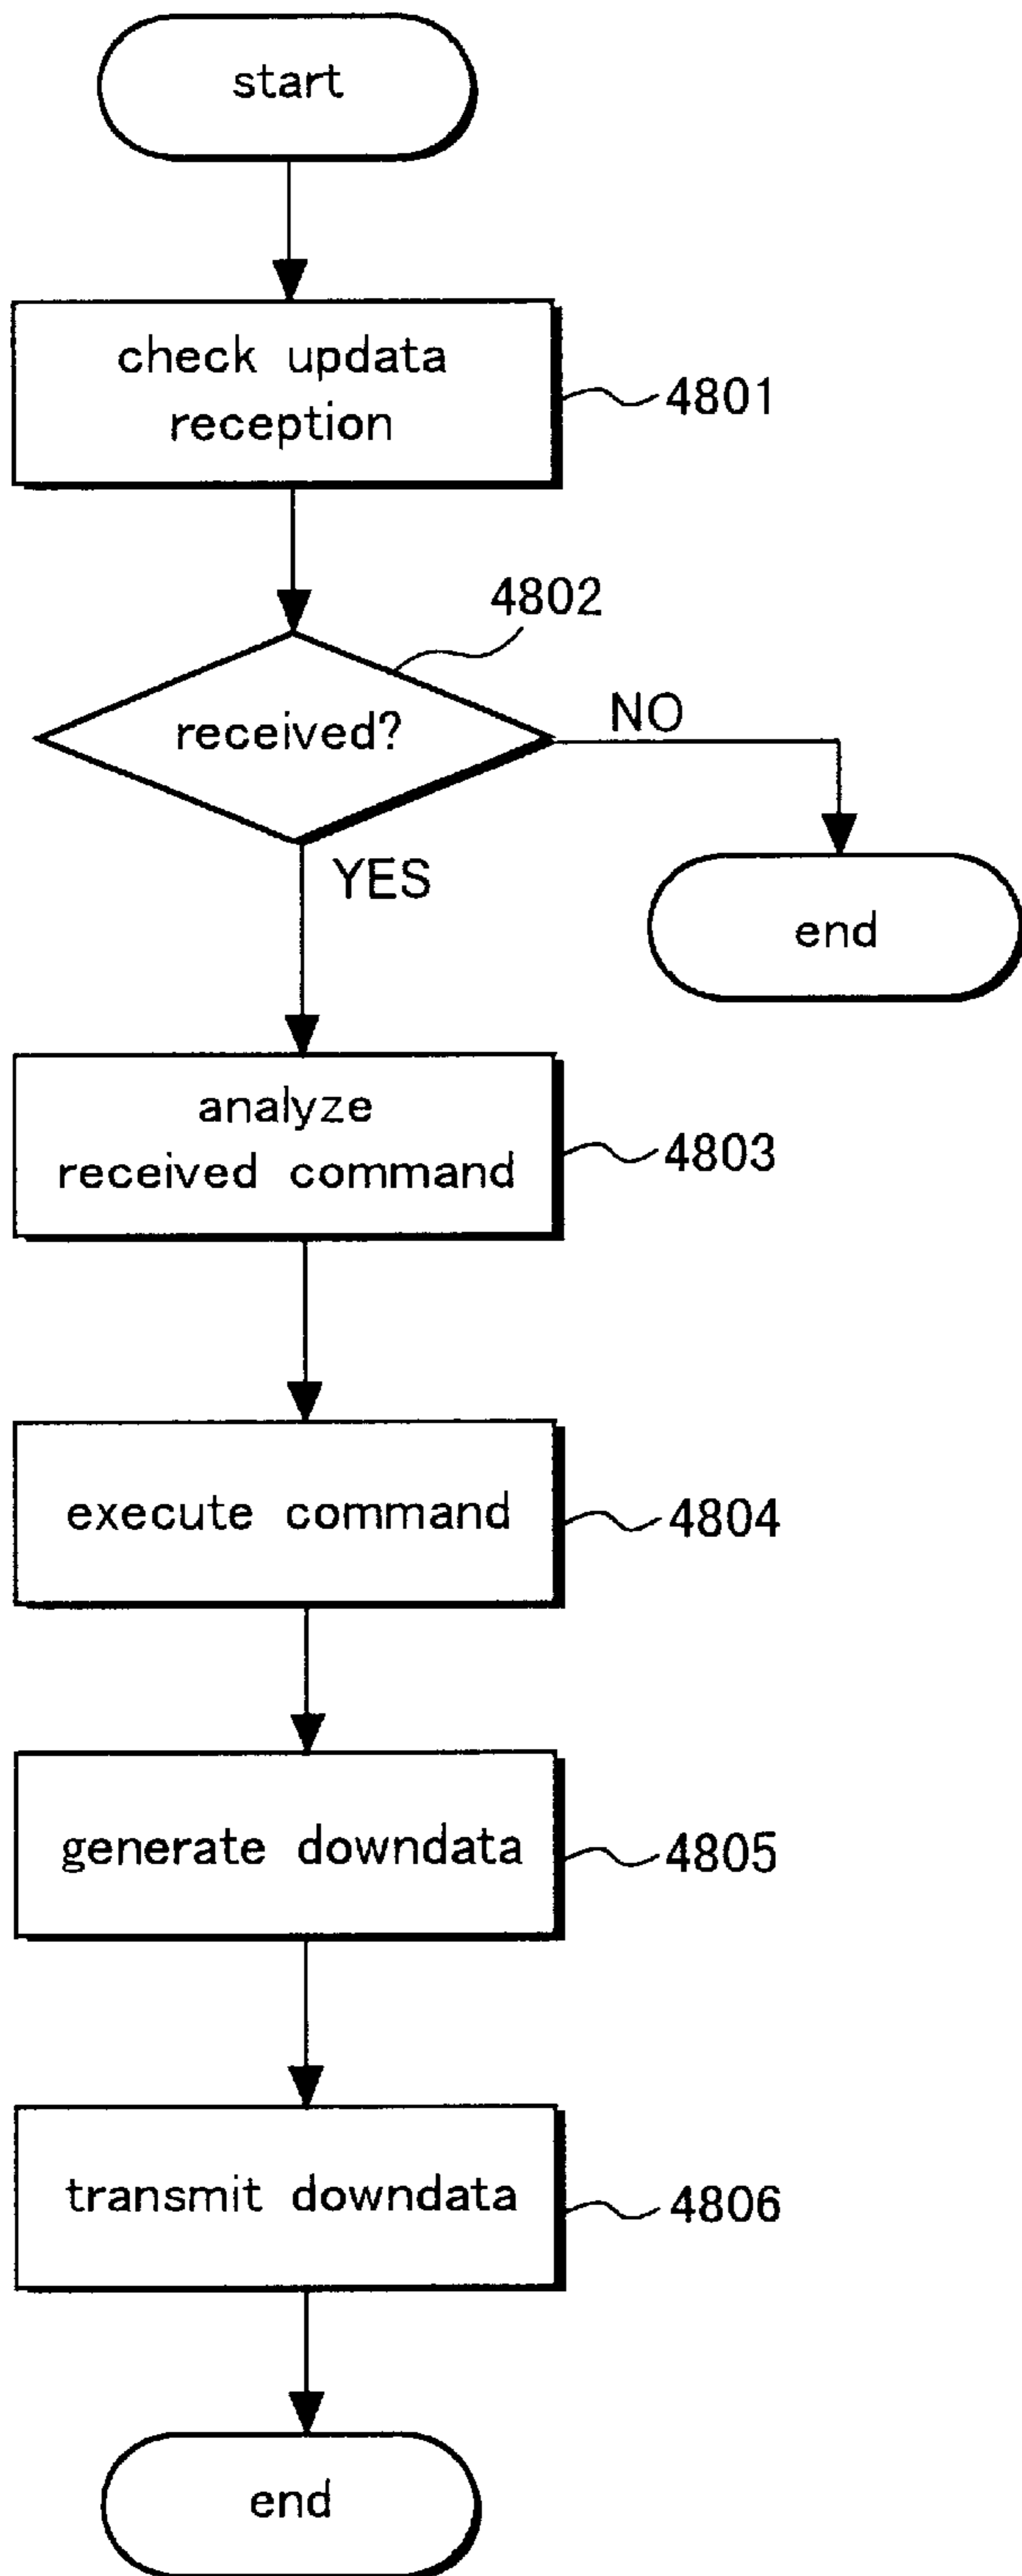 start
check updata
reception
4801
4802
received?
NO
YES
end
analyze
received command
4803
execute command
4804
generate downdata
4805
transmit downdata
4806
end